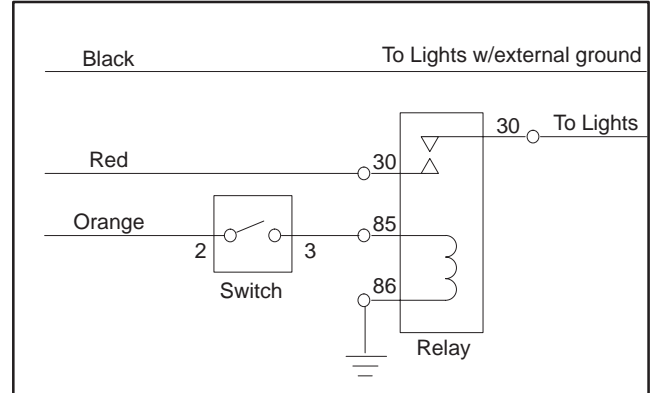 Black
To Lights w/external ground
30
To Lights
Red
30
Orange
85
2
3
Switch
86
Relay